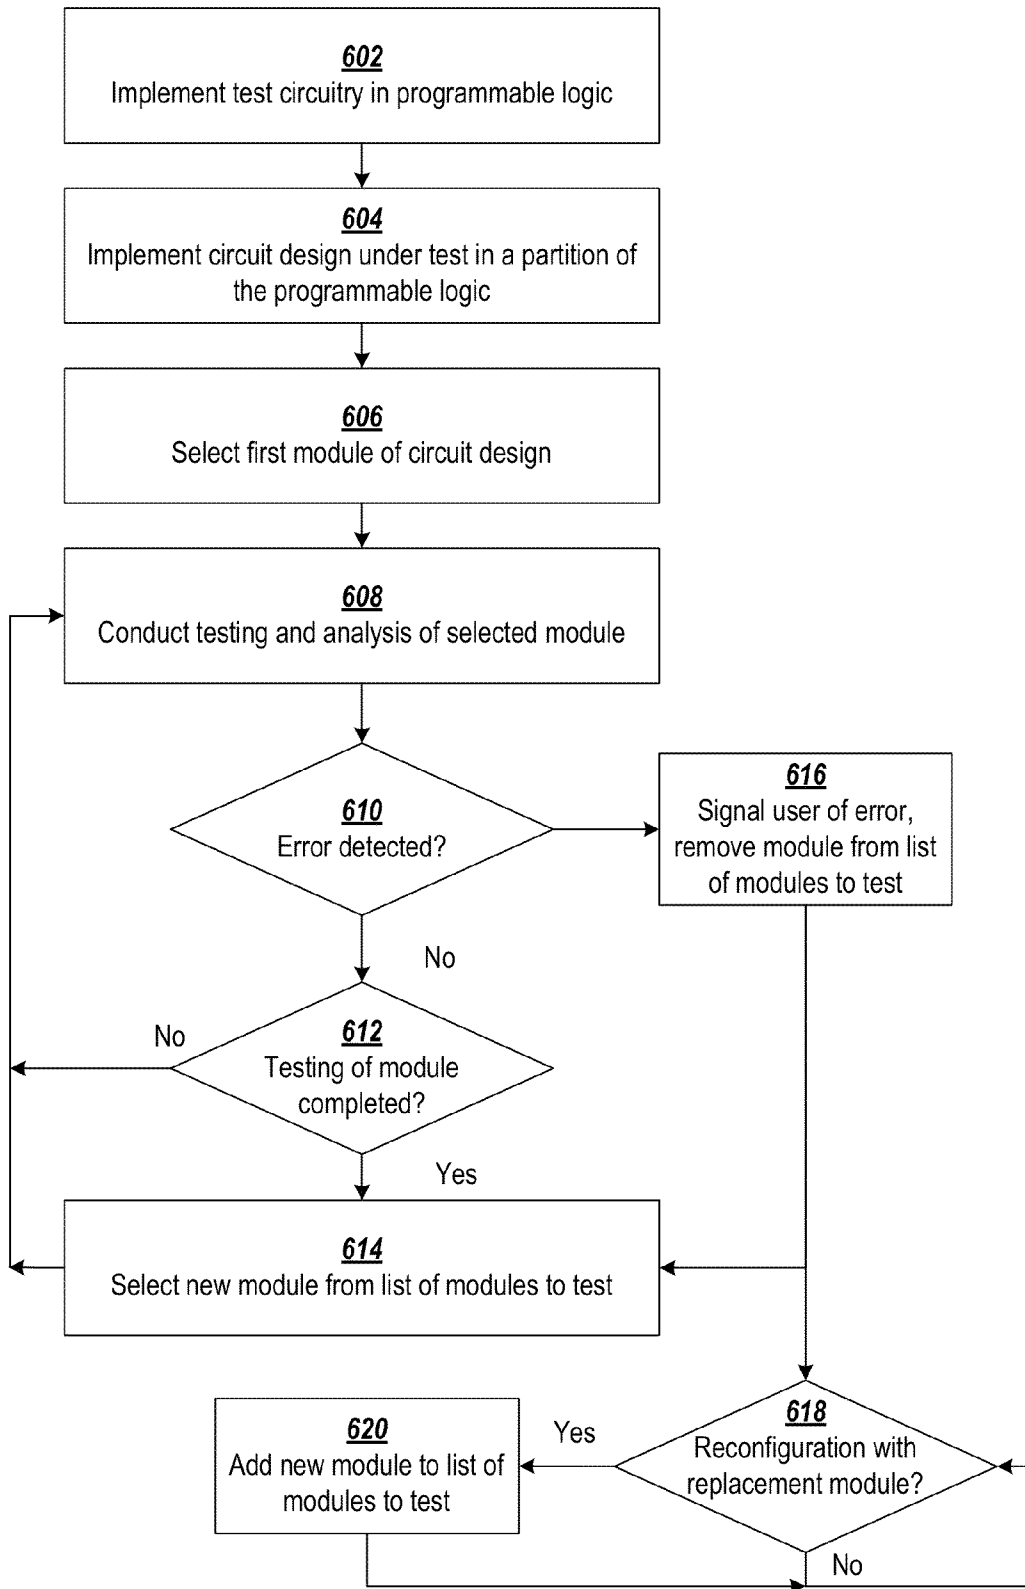 602
Implement test circuitry in programmable logic
604
Implement circuit design under test in a partition of
the programmable logic
606
Select first module of circuit design
608
Conduct testing and analysis of selected module
610
Error detected?
616
Signal user of error,
remove module from list
of modules to test
No
No
612
Testing of module
completed?
Yes
614
Select new module from list of modules to test
618
Reconfiguration with
replacement module?
Yes
620
Add new module to list of
modules to test
No